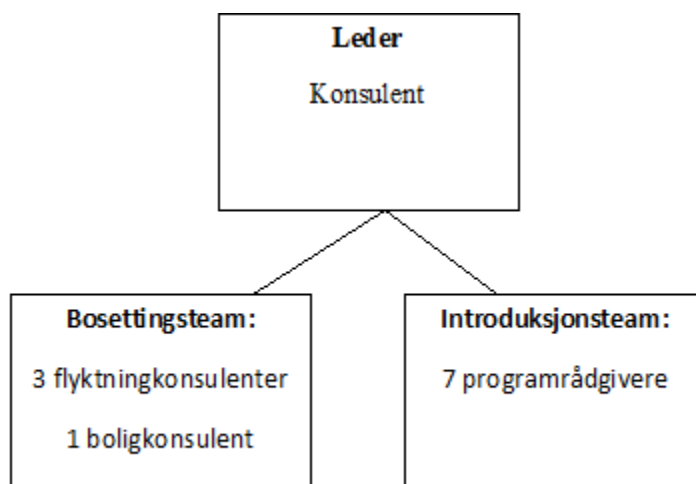 Leder
Konsulent
Bosettingsteam:
3 flyktningkonsulenter
1 boligkonsulent
Introduksjonsteam:
7 programrådgivere